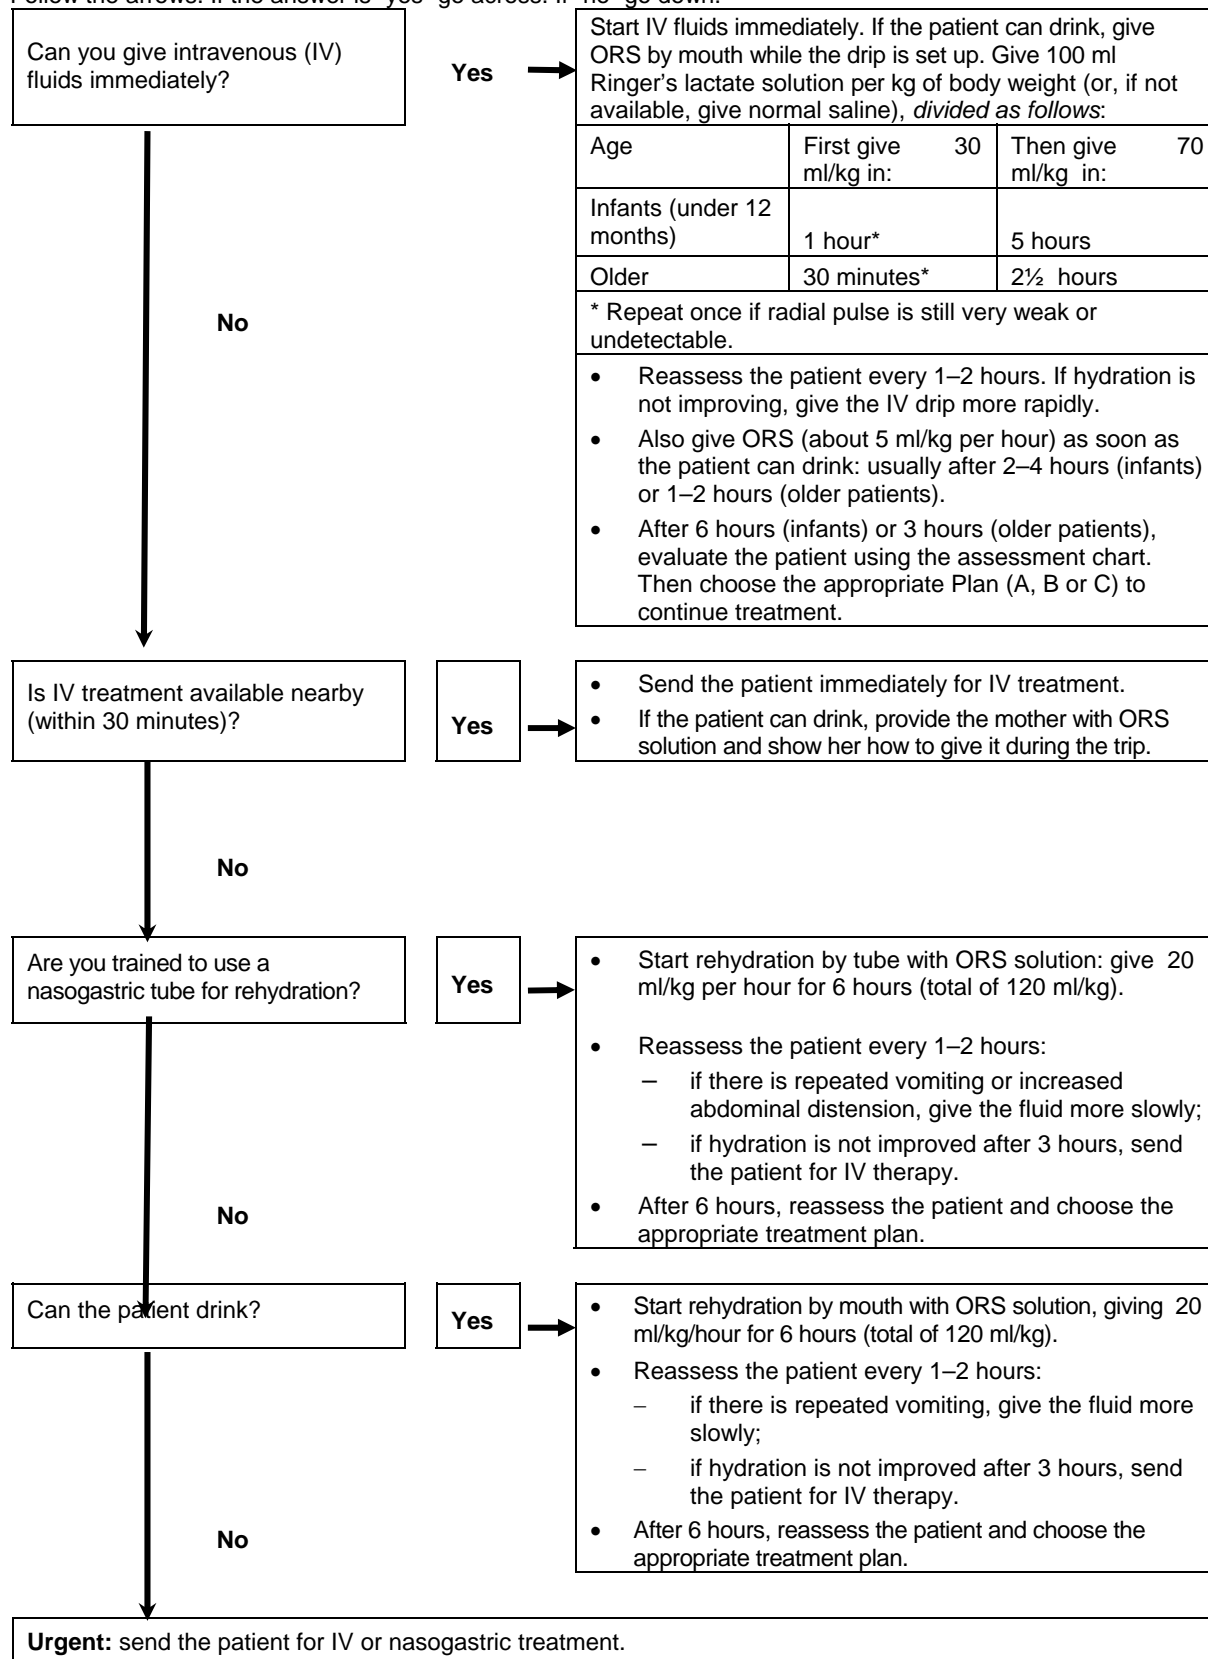 Follow the arrows. If the answer is "yes" go across. If "no" go down.
Can you give intravenous (IV)
fluids immediately?
Yes
Start IV fluids immediately. If the patient can drink, give
ORS by mouth while the drip is set up. Give 100 ml
Ringer's lactate solution per kg of body weight (or, if not
available, give normal saline), divided as follows:
Age First give 30 Then give 70
ml/kg in: ml/kg in:
Infants (under 12
months) 1 hour* 5 hours
Older 30 minutes* 2½ hours
* Repeat once if radial pulse is still very weak or
undetectable.
No
• Reassess the patient every 1–2 hours. If hydration is
not improving, give the IV drip more rapidly.
• Also give ORS (about 5 ml/kg per hour) as soon as
the patient can drink: usually after 2–4 hours (infants)
or 1–2 hours (older patients).
• After 6 hours (infants) or 3 hours (older patients),
evaluate the patient using the assessment chart.
Then choose the appropriate Plan (A, B or C) to
continue treatment.
Is IV treatment available nearby
(within 30 minutes)?
Yes
• Send the patient immediately for IV treatment.
• If the patient can drink, provide the mother with ORS
solution and show her how to give it during the trip.
No
Are you trained to use a
nasogastric tube for rehydration?
Yes
• Start rehydration by tube with ORS solution: give 20
ml/kg per hour for 6 hours (total of 120 ml/kg).
• Reassess the patient every 1–2 hours:
– if there is repeated vomiting or increased
abdominal distension, give the fluid more slowly;
– if hydration is not improved after 3 hours, send
the patient for IV therapy.
• After 6 hours, reassess the patient and choose the
appropriate treatment plan.
No
Can the patient drink?
Yes
• Start rehydration by mouth with ORS solution, giving 20
ml/kg/hour for 6 hours (total of 120 ml/kg).
• Reassess the patient every 1–2 hours:
– if there is repeated vomiting, give the fluid more
slowly;
– if hydration is not improved after 3 hours, send
the patient for IV therapy.
• After 6 hours, reassess the patient and choose the
appropriate treatment plan.
No
Urgent: send the patient for IV or nasogastric treatment.